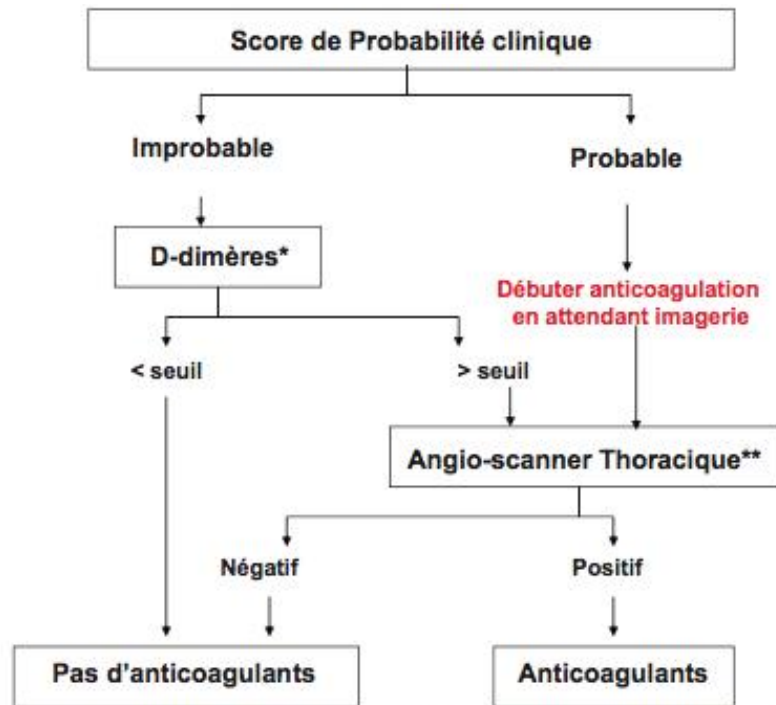 Score de Probabilité clinique
Improbable
Probable
D-dimères*
Débuter anticoagulation
en attendant imagerie
< seuil
> seuil
Angio-scanner Thoracique**
Négatif
Positif
Pas d'anticoagulants
Anticoagulants